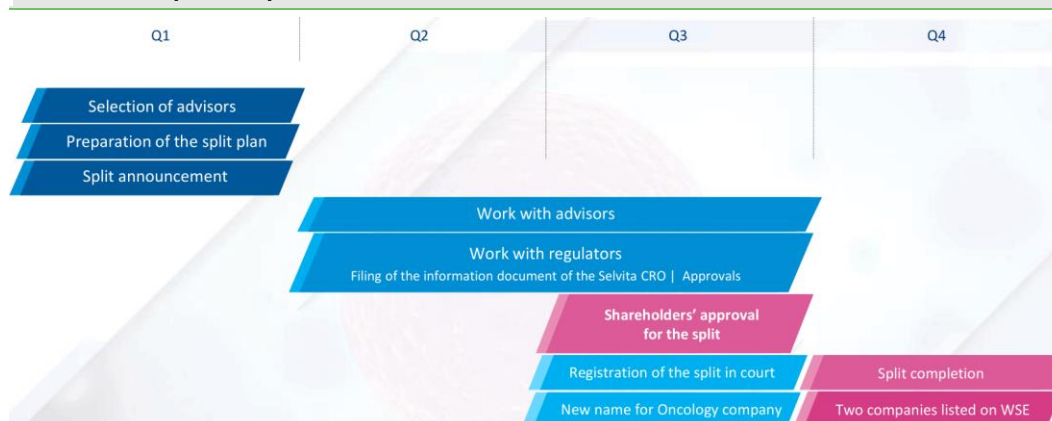 Q1 Q2 Q3 Q4
Selection of advisors
Preparation of the split plan
Split announcement
Work with advisors
Work with regulators
Filing of the information document of the Selvita CRO | Approvals
Shareholders’ approval
for the split
Registration of the split in court
Split completion
New name for Oncology company
Two companies listed on WSE